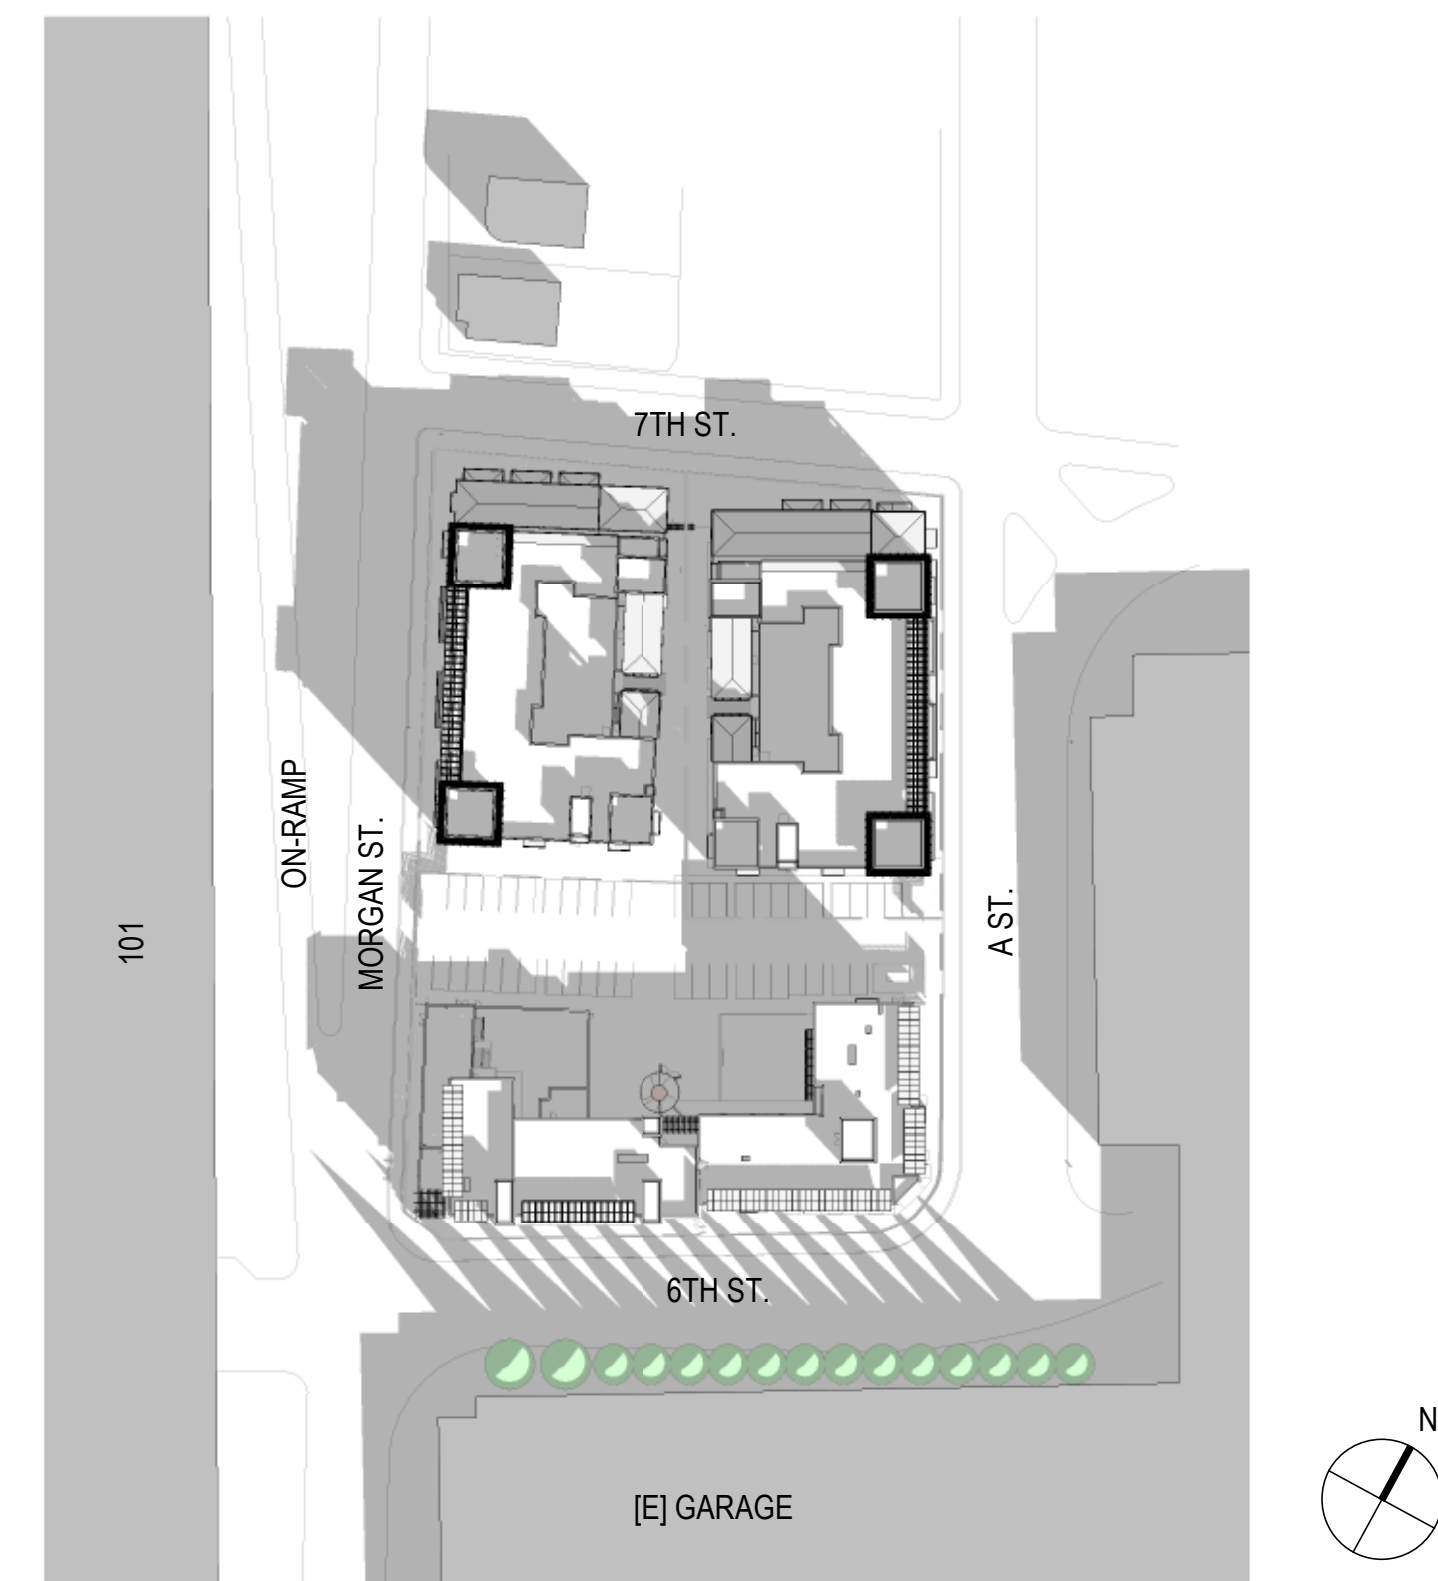 7TH ST.
ON-RAMP
MORGAN ST.
A ST.
101
6TH ST.
N
[E] GARAGE